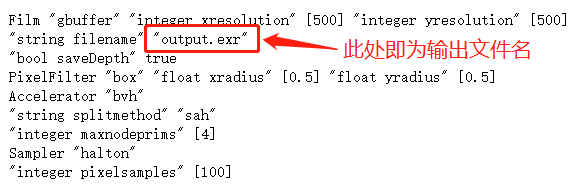 Film "gbuffer" "integer xresolution" [500] "integer yresolution" [500]
"string filename" "output.exr"
此处即为输出文件名
"bool saveDepth" true
PixelFilter "box" "float xradius" [0.5] "float yradius" [0.5]
Accelerator "bvh"
"string splitmethod" "sah"
"integer maxnodeprims" [4]
Sampler "halton"
"integer pixelsamples" [100]